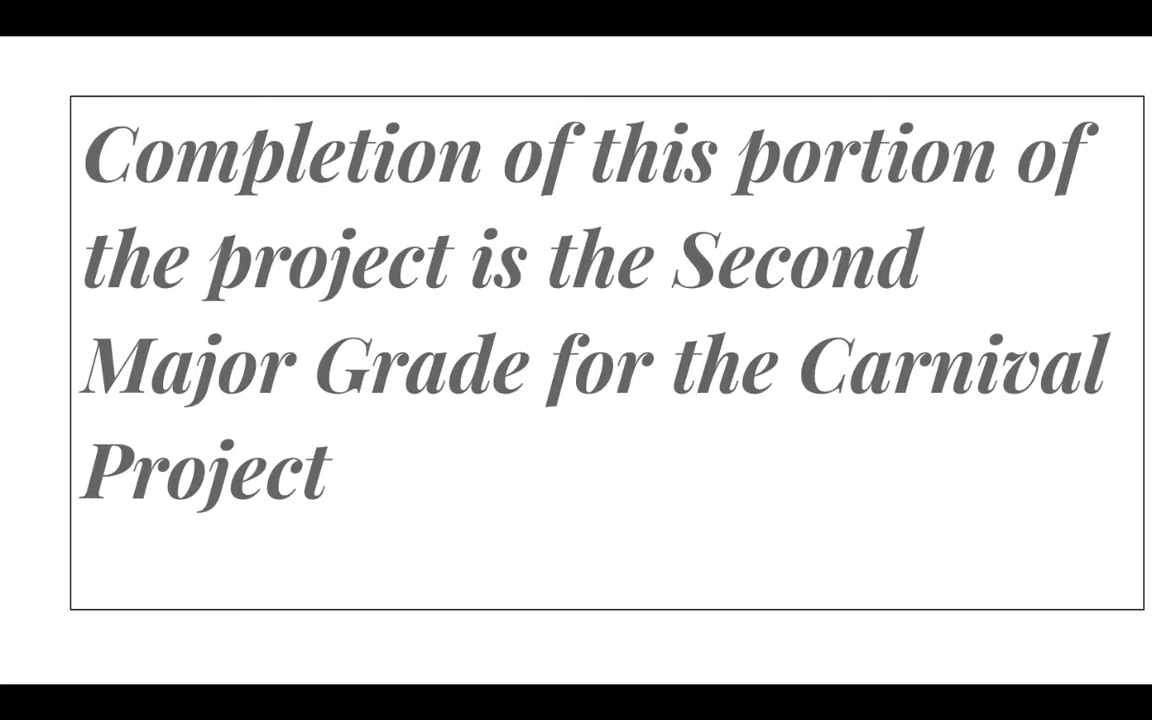 Completion of this portion of
the project is the Second
Major Grade for the Carnival
Project